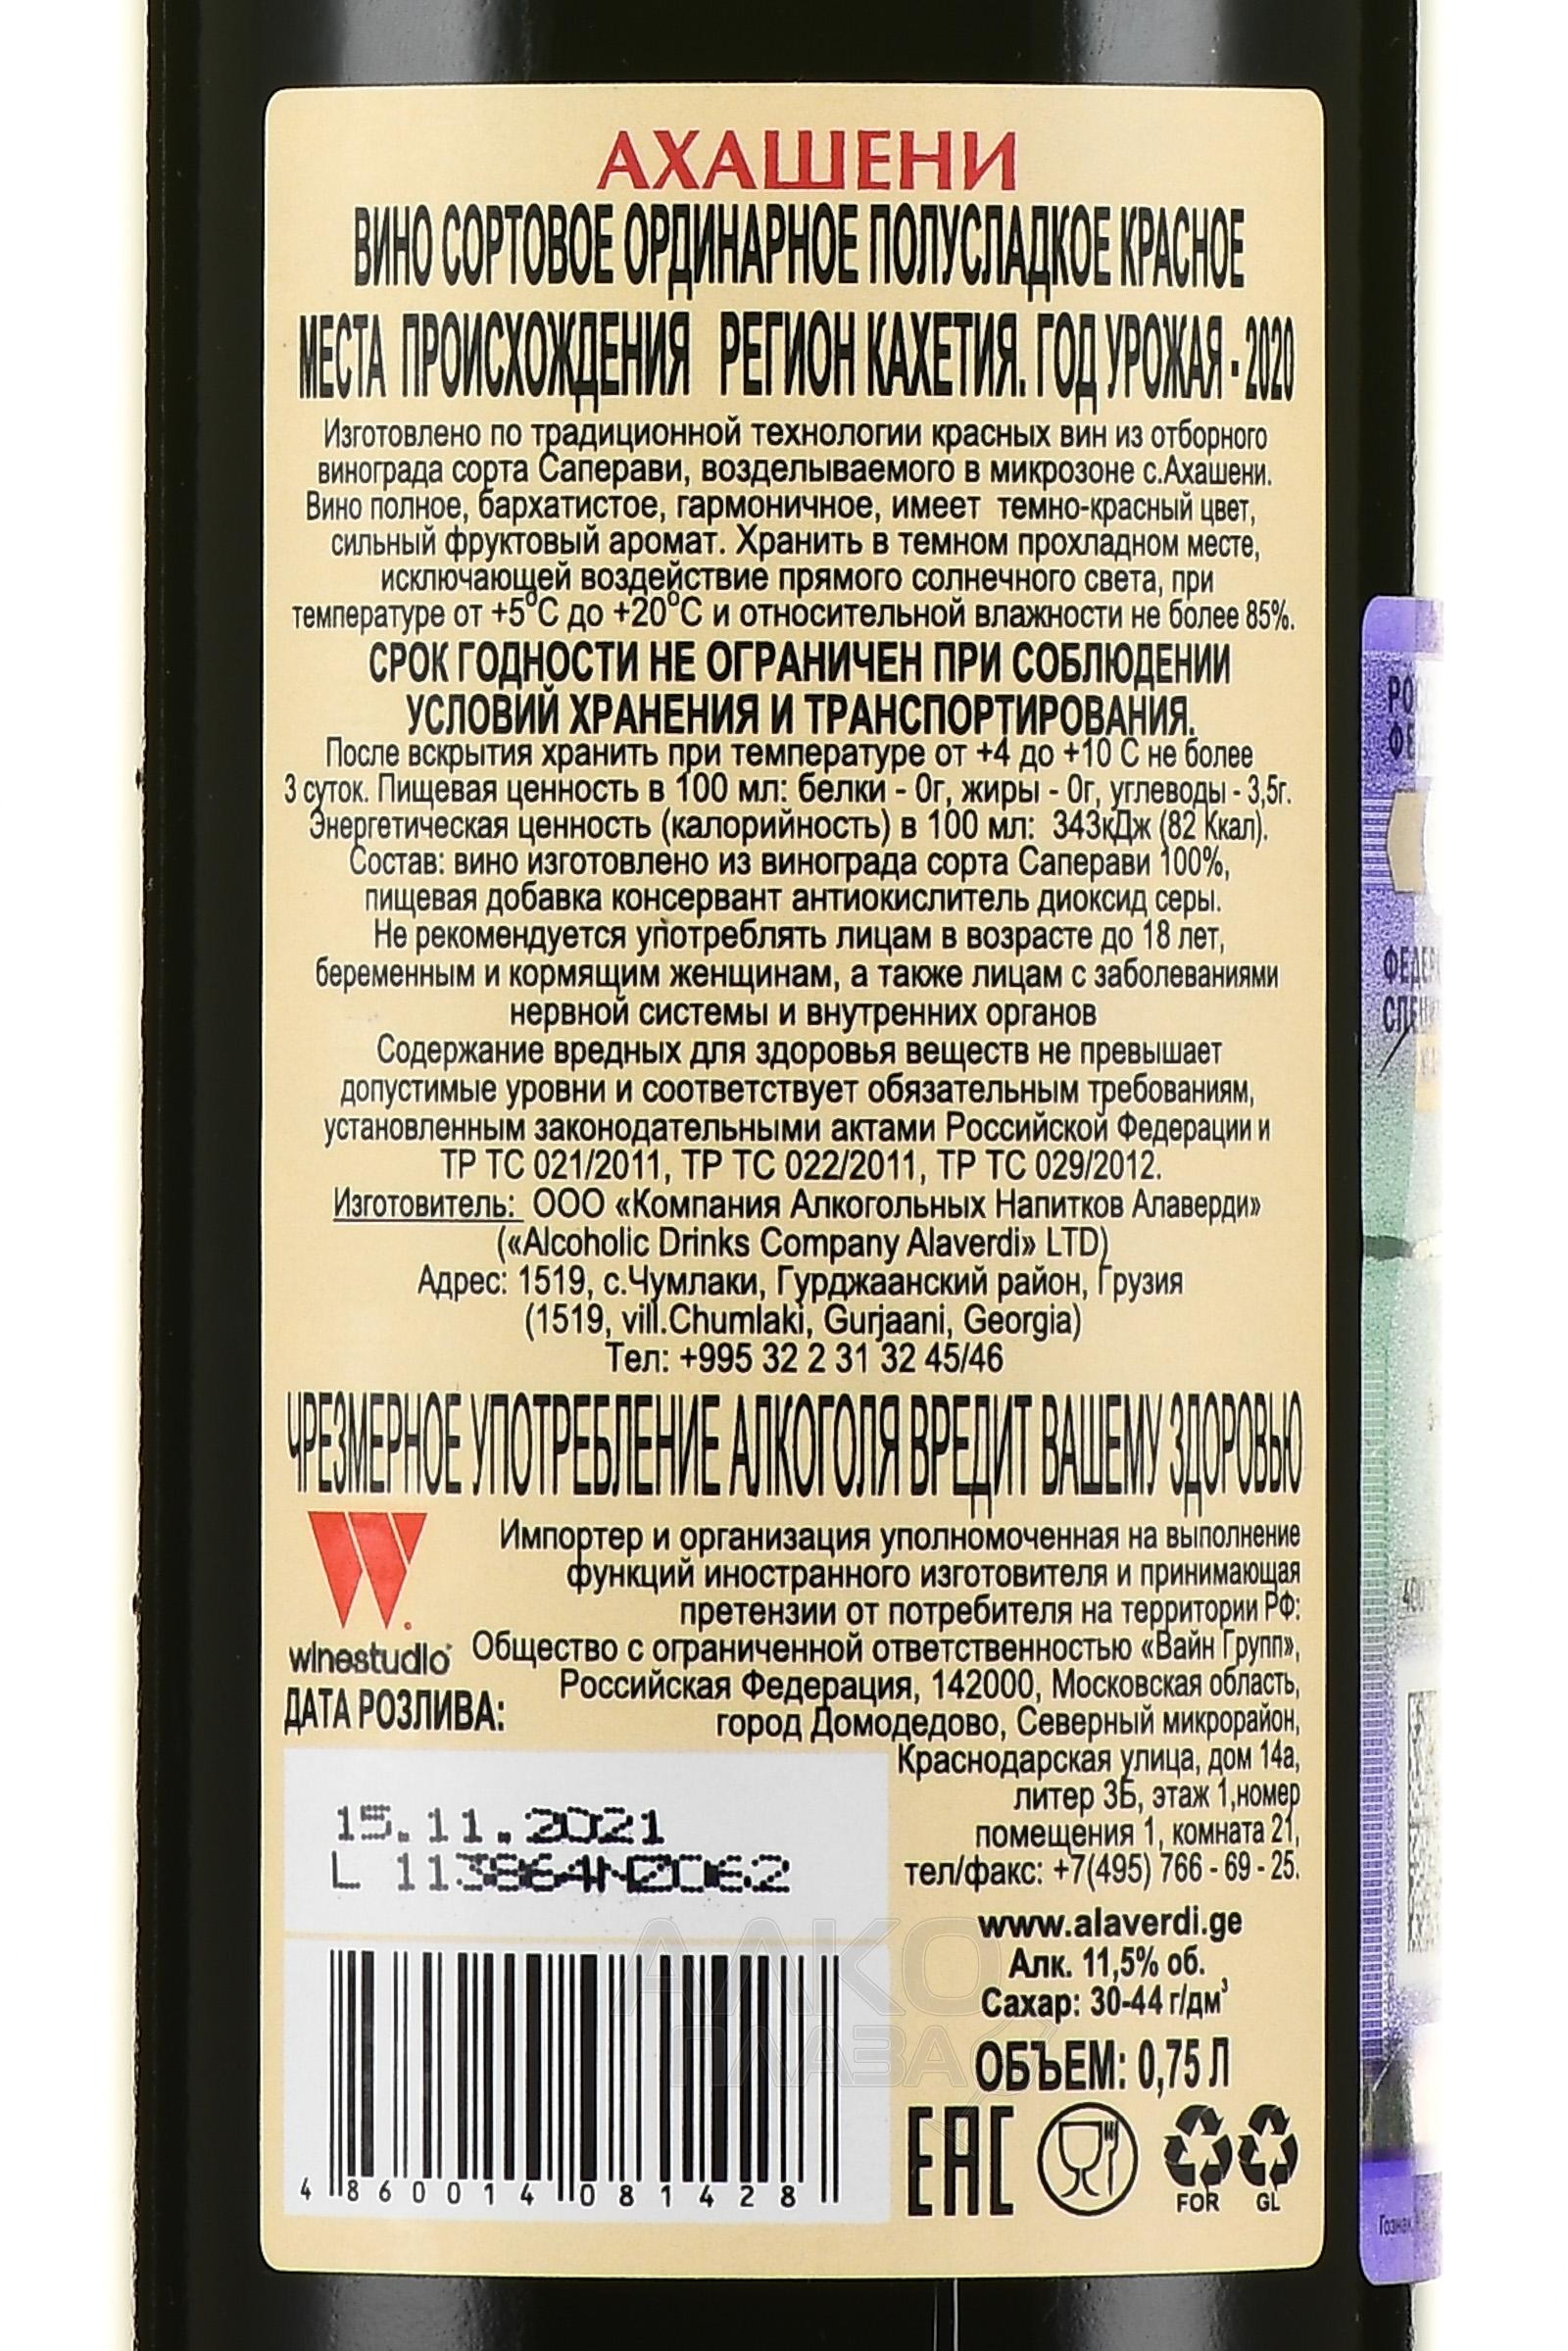 АХАШЕНИ
ВИНО СОРТОВОЕ ОРДИНАРНОЕ ПОЛУСЛАДКОЕ КРАСНОЕ
МЕСТА ПРОИСХОЖДЕНИЯ РЕГИОН КАХЕТИЯ. ГОД УРОЖАЯ - 2020
Изготовлено по традиционной технологии красных вин из отборного
винограда сорта Саперави, возделываемого в микрозоне с.Ахашени.
Вино полное, бархатистое, гармоничное, имеет темно-красный цвет,
сильный фруктовый аромат. Хранить в темном прохладном месте,
исключающей воздействие прямого солнечного света, при
температуре от +5°С до +20°С и относительной влажности не более 85%.
СРОК ГОДНОСТИ НЕ ОГРАНИЧЕН ПРИ СОБЛЮДЕНИИ
УСЛОВИЙ ХРАНЕНИЯ И ТРАНСПОРТИРОВАНИЯ.
После вскрытия хранить при температуре от +4 до +10 С не более
3 суток. Пищевая ценность в 100 мл: белки - 0г, жиры - 0г, углеводы - 3,5г.
Энергетическая ценность (калорийность) в 100 мл: 343кДж (82 Ккал).
Состав: вино изготовлено из винограда сорта Саперави 100%,
пищевая добавка консервант антиокислитель диоксид серы.
Не рекомендуется употреблять лицам в возрасте до 18 лет,
беременным и кормящим женщинам, а также лицам с заболеваниями
нервной системы и внутренних органов
Содержание вредных для здоровья веществ не превышает
допустимые уровни и соответствует обязательным требованиям,
установленным законодательными актами Российской Федерации и
ТР ТС 021/2011, ТР ТС 022/2011, ТР ТС 029/2012.
Изготовитель: ООО «Компания Алкогольных Напитков Алаверди»
(«Alcoholic Drinks Company Alaverdi» LTD)
Адрес: 1519, с.Чумлаки, Гурджаанский район, Грузия
(1519, vill.Chumlaki, Gurjaani, Georgia)
Тел: +995 32 2 31 32 45/46
ЧРЕЗМЕРНОЕ УПОТРЕБЛЕНИЕ АЛКОГОЛЯ ВРЕДИТ ВАШЕМУ ЗДОРОВЬЮ
Импортер и организация уполномоченная на выполнение
функций иностранного изготовителя и принимающая
претензии от потребителя на территории РФ:
Общество с ограниченной ответственностью «Вайн Групп»,
Российская Федерация, 142000, Московская область,
город Домодедово, Северный микрорайон,
Краснодарская улица, дом 14а,
литер 3Б, этаж 1,номер
помещения 1, комната 21,
тел/факс: +7(495) 766 - 69 - 25.
winestudio
ДАТА РОЗЛИВА:
15.11.2021
L 113864N2062
www.alaverdi.ge
Алк. 11,5% об.
Сахар: 30-44 г/дм³
ОБЪЕМ: 0,75 Л
АЛКО
ПЛАЗА
4 860014 081428
EAC
FOR
GL